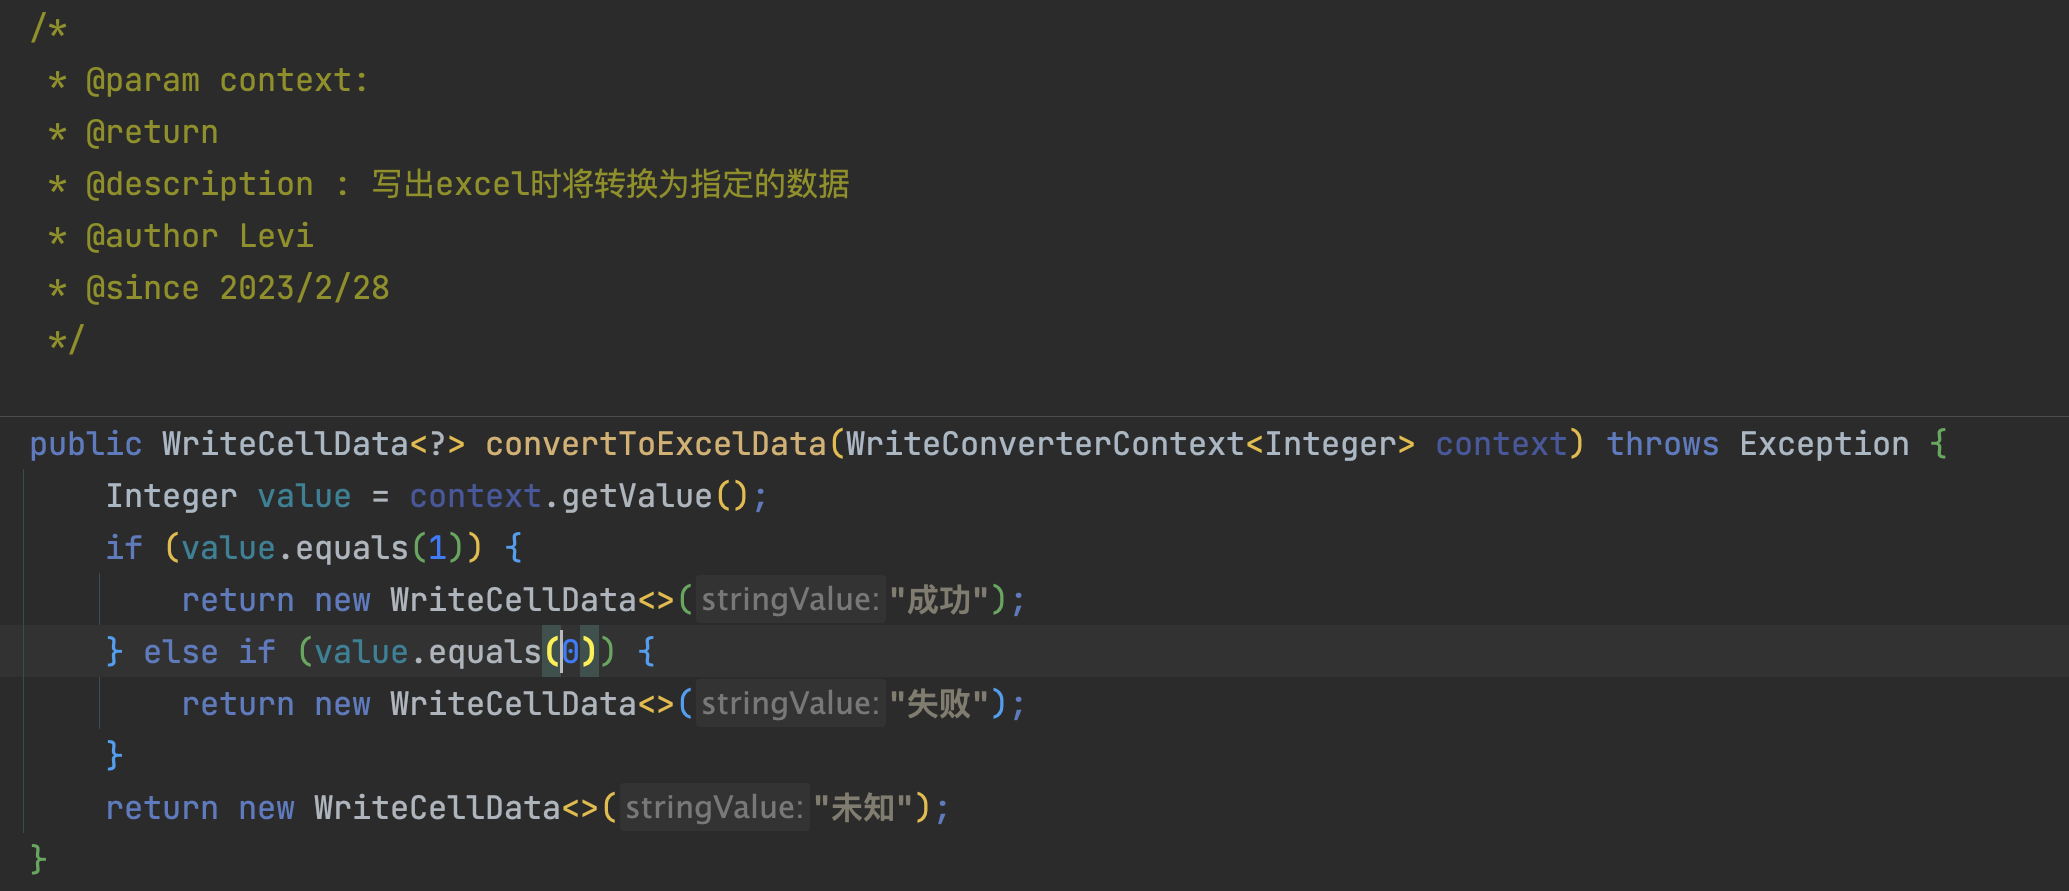 /*
 * @param context:
 * @return
 * @description : 写出excel时将转换为指定的数据
 * @author Levi
 * @since 2023/2/28
 */
public WriteCellData<?> convertToExcelData(WriteConverterContext<Integer> context) throws Exception {
    Integer value = context.getValue();
    if (value.equals(1)) {
        return new WriteCellData<>( stringValue: "成功");
    } else if (value.equals(0)) {
        return new WriteCellData<>( stringValue: "失败");
    }
    return new WriteCellData<>( stringValue: "未知");
}